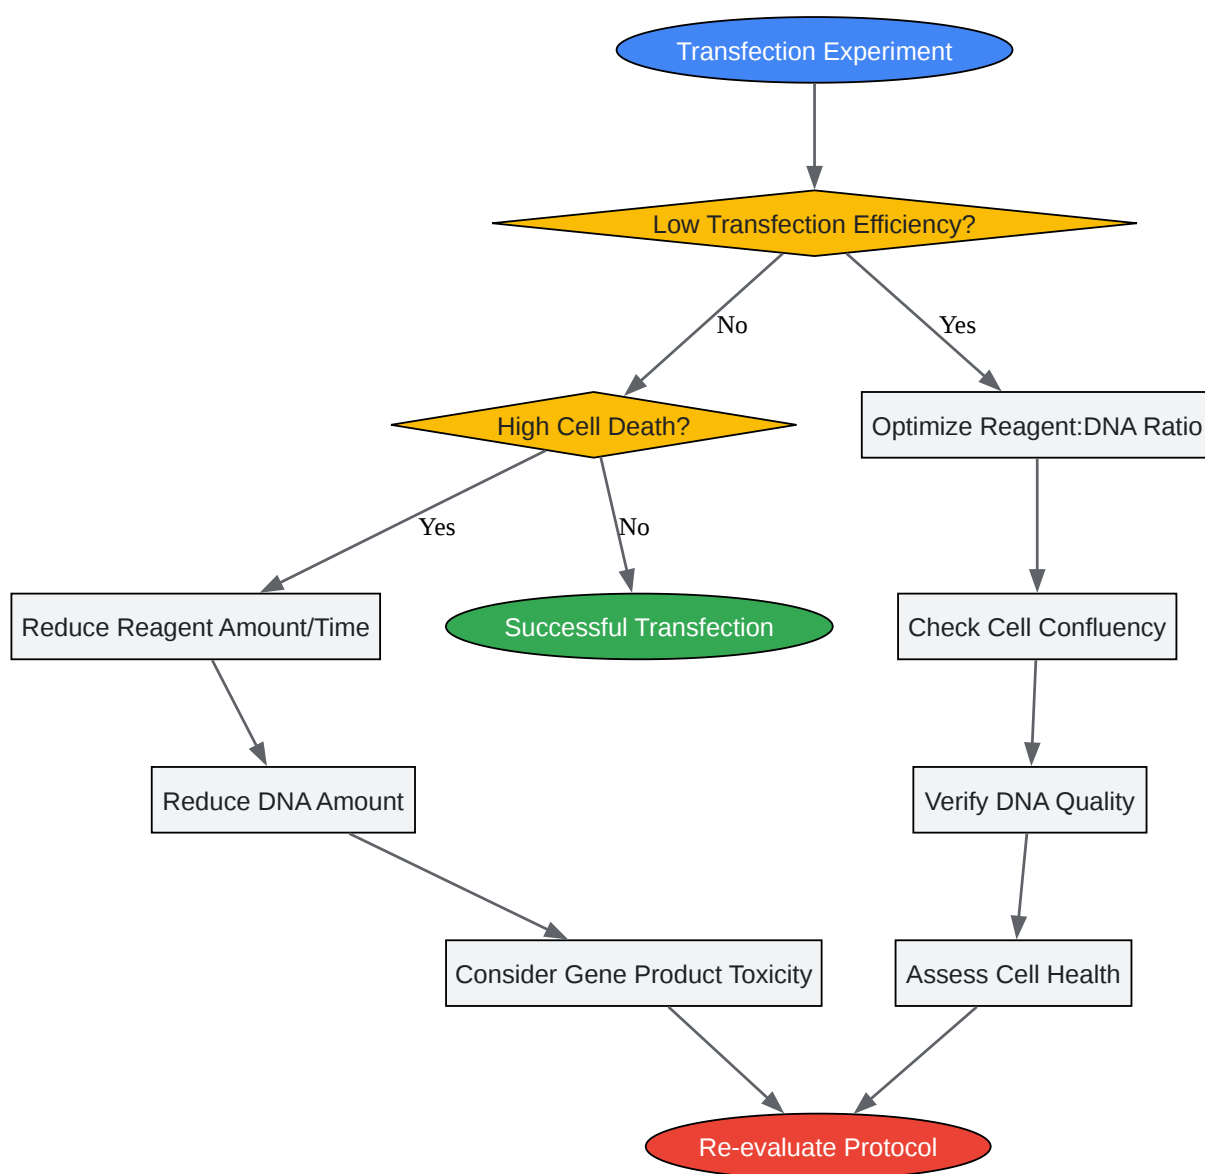 Transfection Experiment
Low Transfection Efficiency?
No
Yes
High Cell Death?
Optimize Reagent:DNA Ratio
Yes
No
Reduce Reagent Amount/Time
Successful Transfection
Check Cell Confluency
Reduce DNA Amount
Verify DNA Quality
Consider Gene Product Toxicity
Assess Cell Health
Re-evaluate Protocol